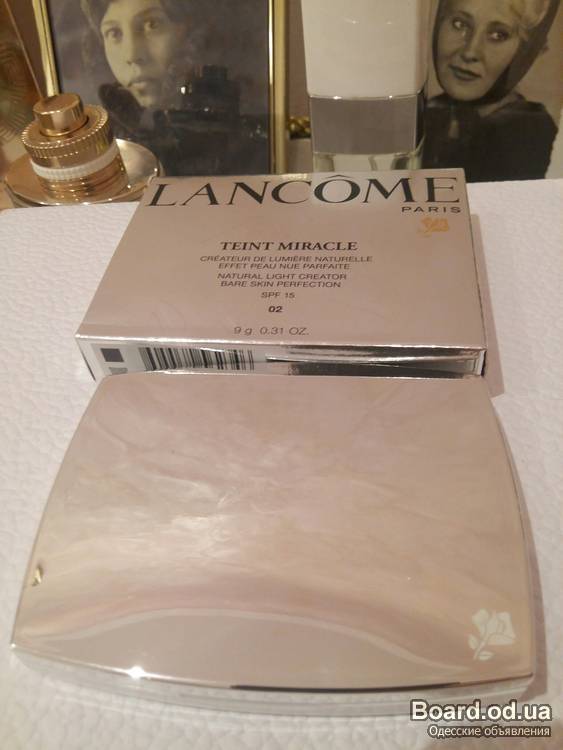 LANCÔME
PARIS
TEINT MIRACLE
CRÉATEUR DE LUMIÈRE NATURELLE
EFFET PEAU NUE PARFAITE
NATURAL LIGHT CREATOR
BARE SKIN PERFECTION
SPF 15
02
9 g 0.31 OZ.
Board.od.ua
Одесские объявления